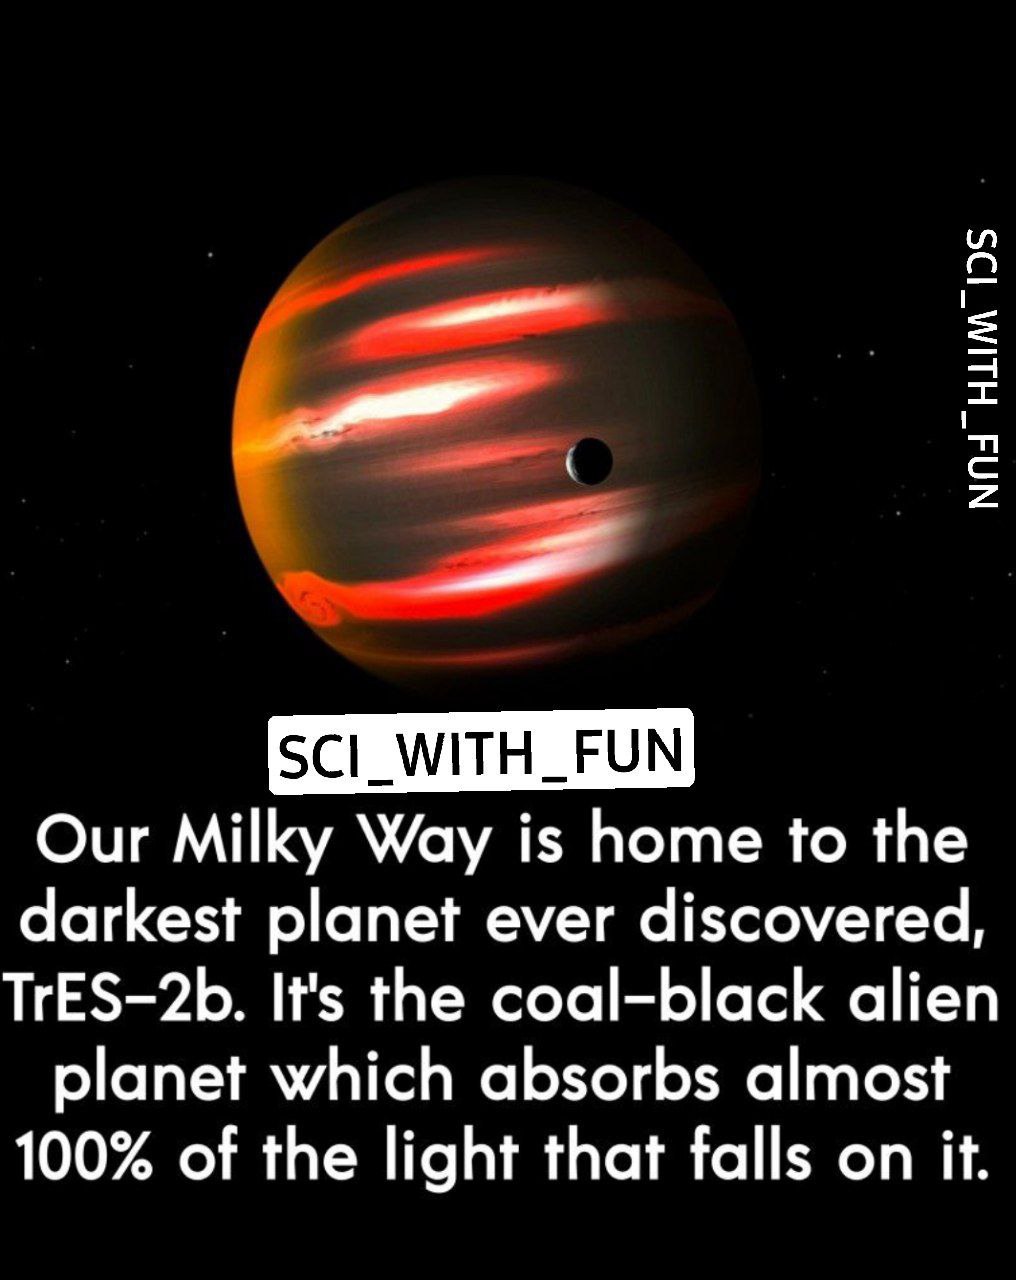 SCI_WITH_FUN
SCI_WITH_FUN
Our Milky Way is home to the
darkest planet ever discovered,
TrES–2b. It's the coal–black alien
planet which absorbs almost
100% of the light that falls on it.